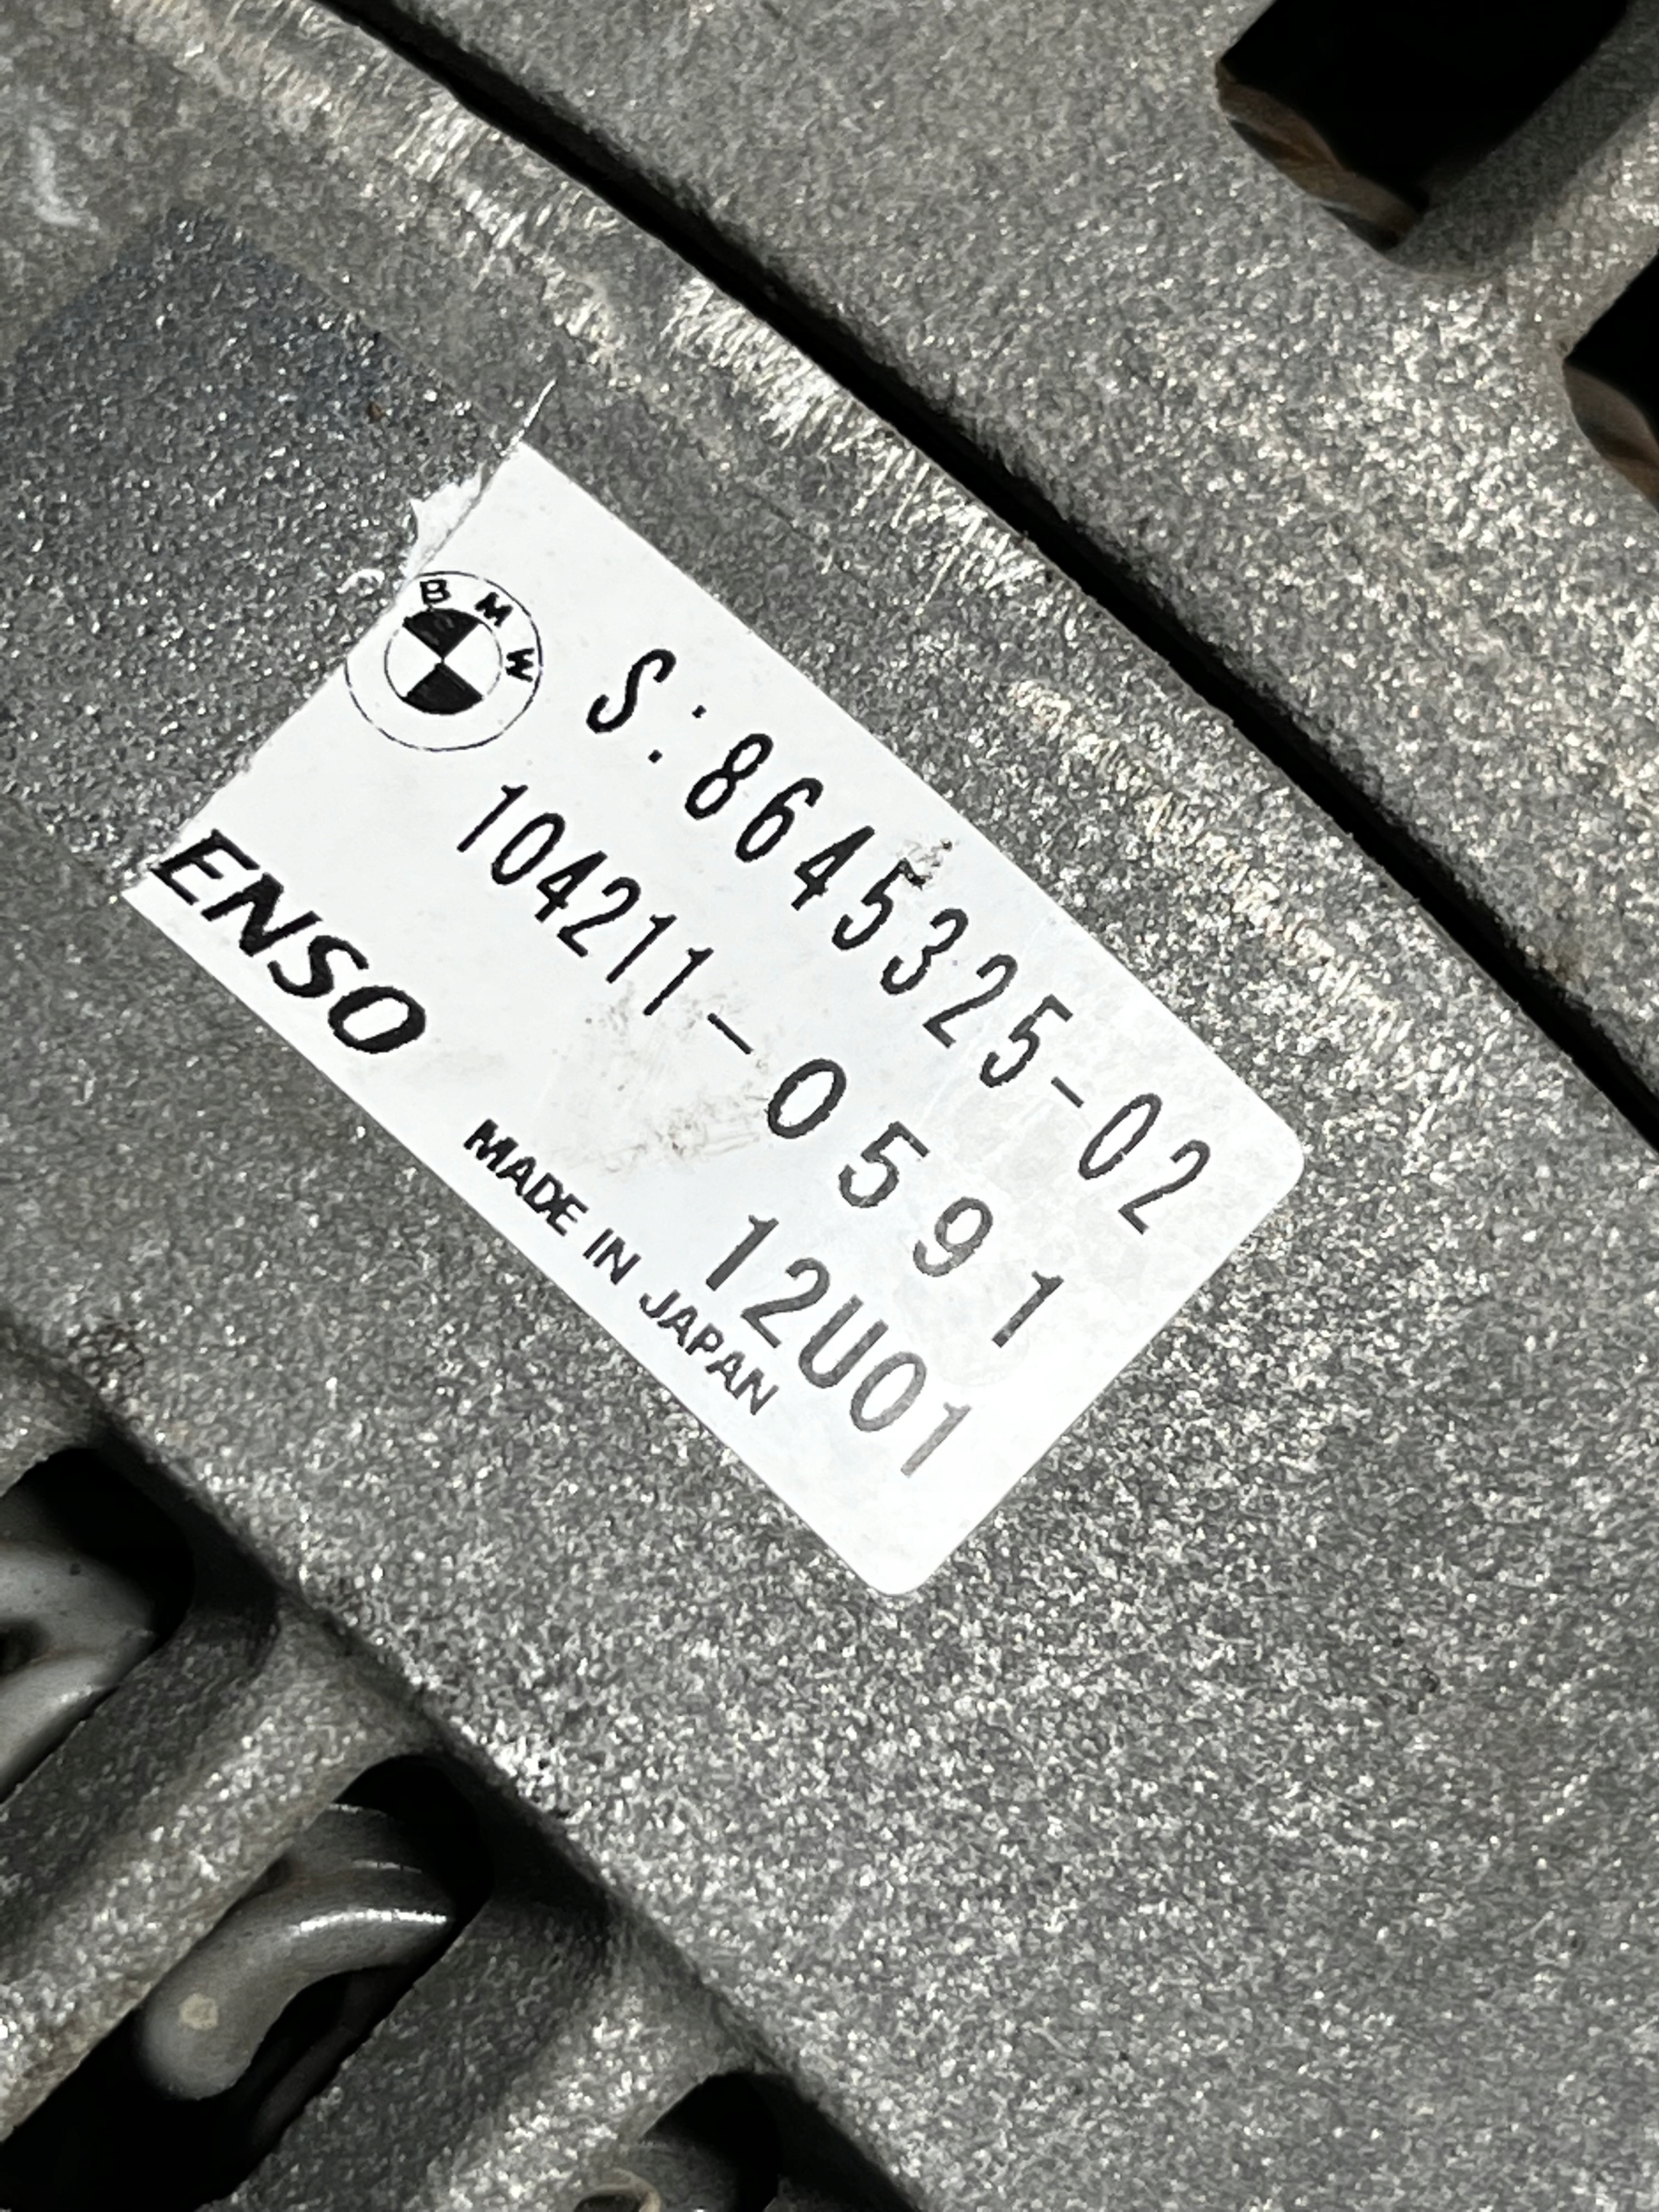 BMW
S:8645325-02
104211-0591
12U01
ENSO
MADE IN JAPAN